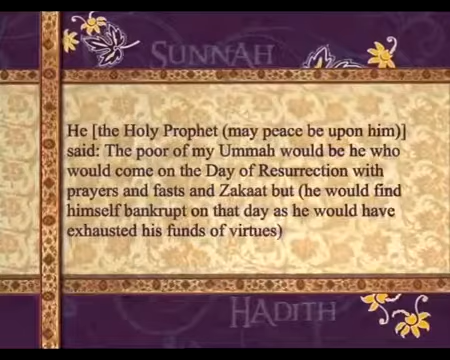 SUNNAH
He [the Holy Prophet (may peace be upon him)]
said: The poor of my Ummah would be he who
would come on the Day of Resurrection with
prayers and fasts and Zakaat but (he would find
himself bankrupt on that day as he would have
exhausted his funds of virtues)
HADITH